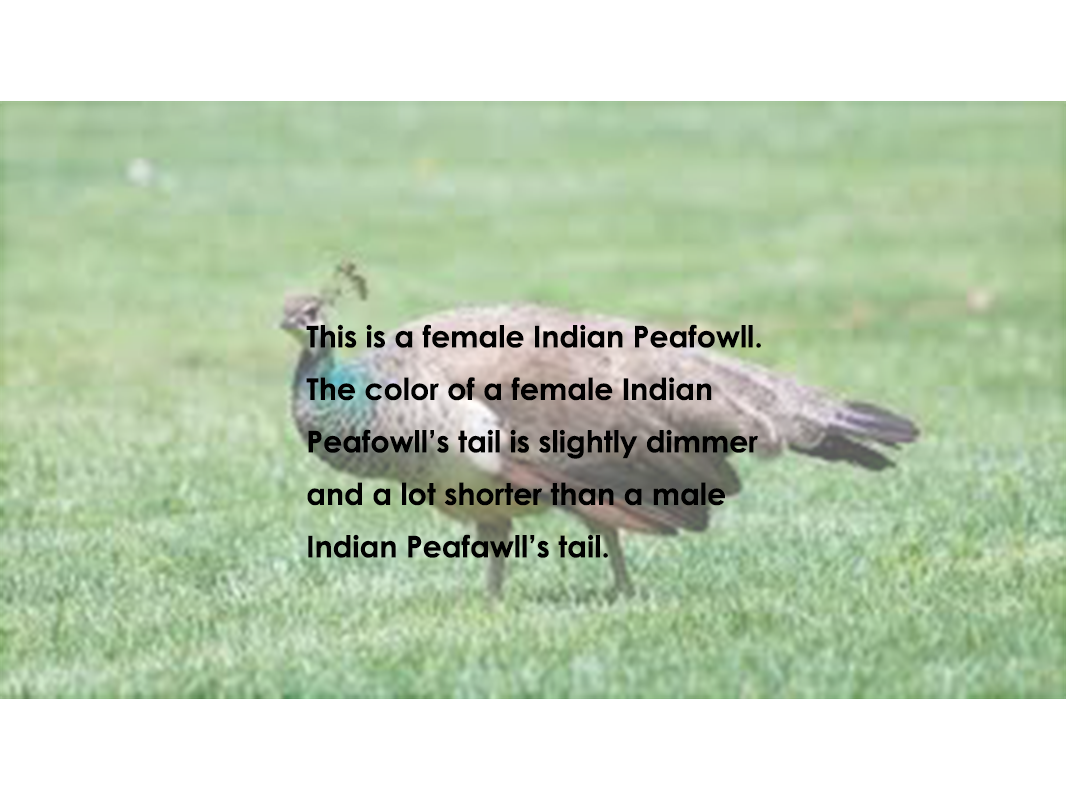 This is a female Indian Peafowll.
The color of a female Indian
Peafowll’s tail is slightly dimmer
and a lot shorter than a male
Indian Peafawll’s tail.